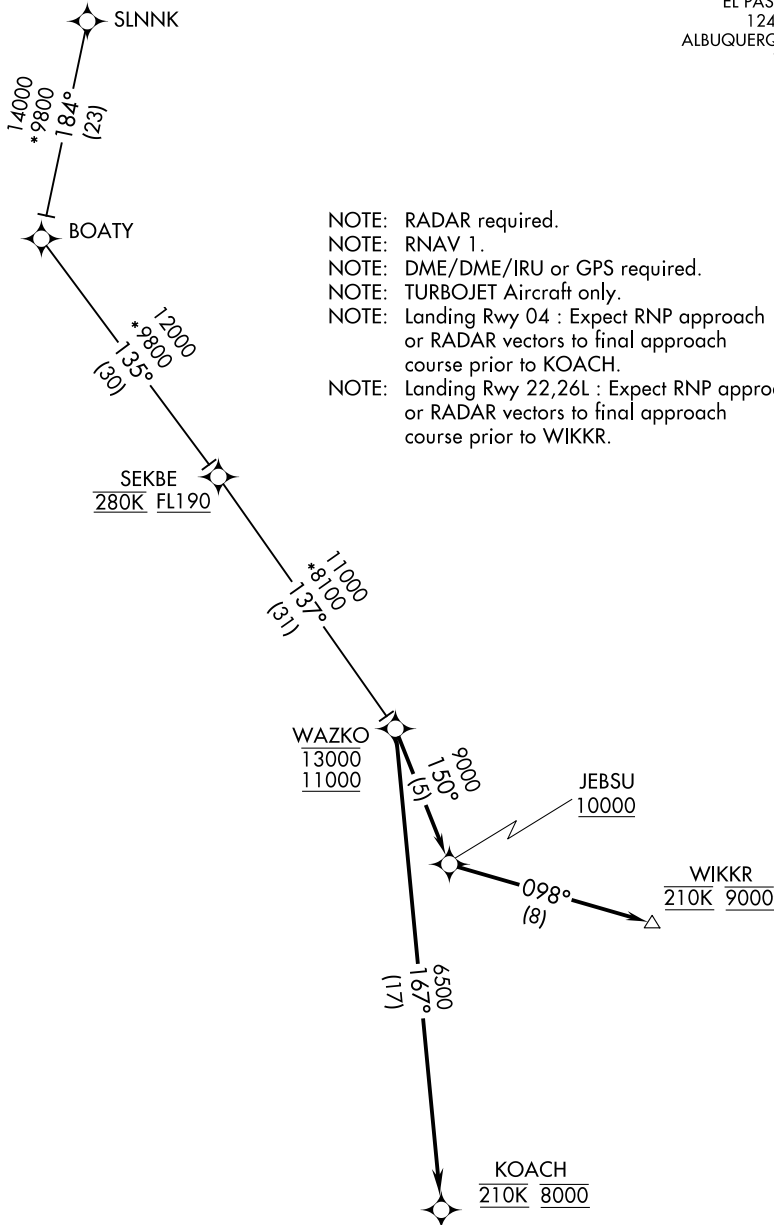 EL PAS
124
ALBUQUERQ
SLNNK
14000
*9800
184°
(23)
BOATY
NOTE: RADAR required.
NOTE: RNAV 1.
NOTE: DME/DME/IRU or GPS required.
NOTE: TURBOJET Aircraft only.
NOTE: Landing Rwy 04 : Expect RNP approach
or RADAR vectors to final approach
course prior to KOACH.
NOTE: Landing Rwy 22,26L : Expect RNP approa
or RADAR vectors to final approach
course prior to WIKKR.
12000
*9800
135°
(30)
SEKBE
280K FL190
11000
*8100
137°
(31)
WAZKO
13000
11000
9000
150°
(5)
JEBSU
10000
098°
(8)
WIKKR
210K 9000
6500
167°
(17)
KOACH
210K 8000